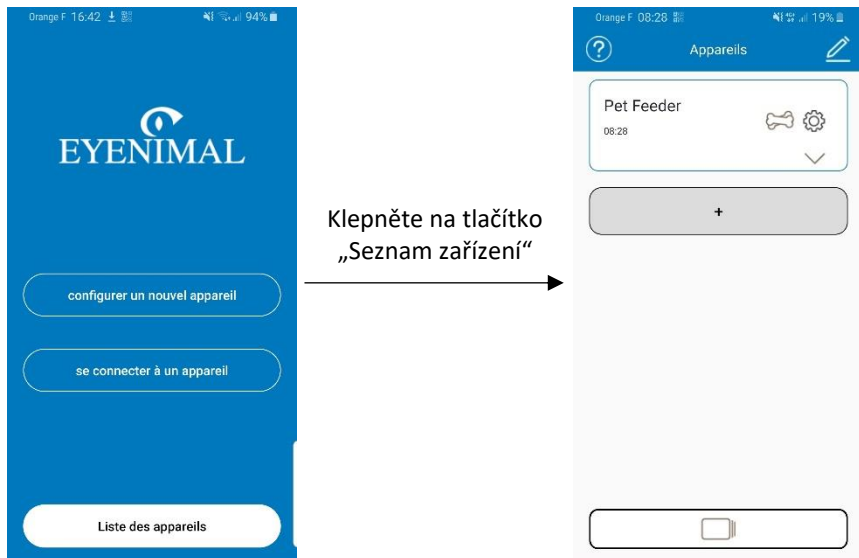 Orange F 16:42 94%
EYENIMAL
configurer un nouvel appareil
se connecter à un appareil
Liste des appareils
Klepněte na tlačítko
„Seznam zařízení“
Orange F 08:28 19%
?
Appareils
Pet Feeder
08:28
+